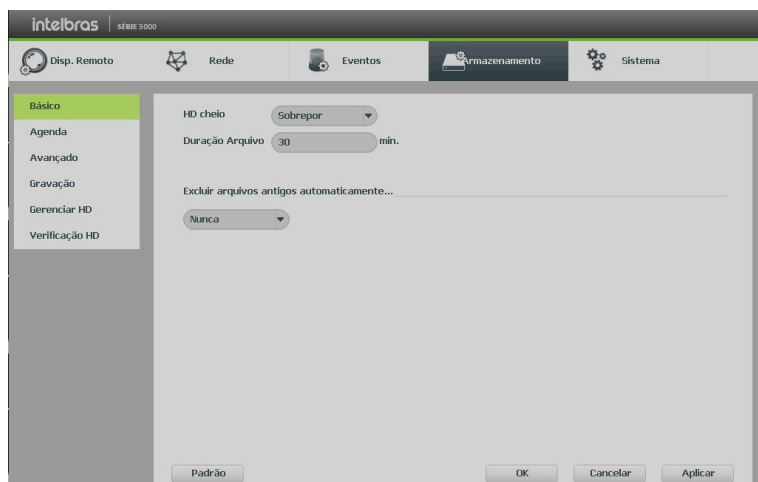 intelbras SÉRIE 3000
Disp. Remoto Rede Eventos Armazenamento Sistema
Básico
Agenda
Avançado
Gravação
Gerenciar HD
Verificação HD
HD cheio Sobrepor
Duração Arquivo 30 min.
Excluir arquivos antigos automaticamente...
Nunca
Padrão OK Cancelar Aplicar